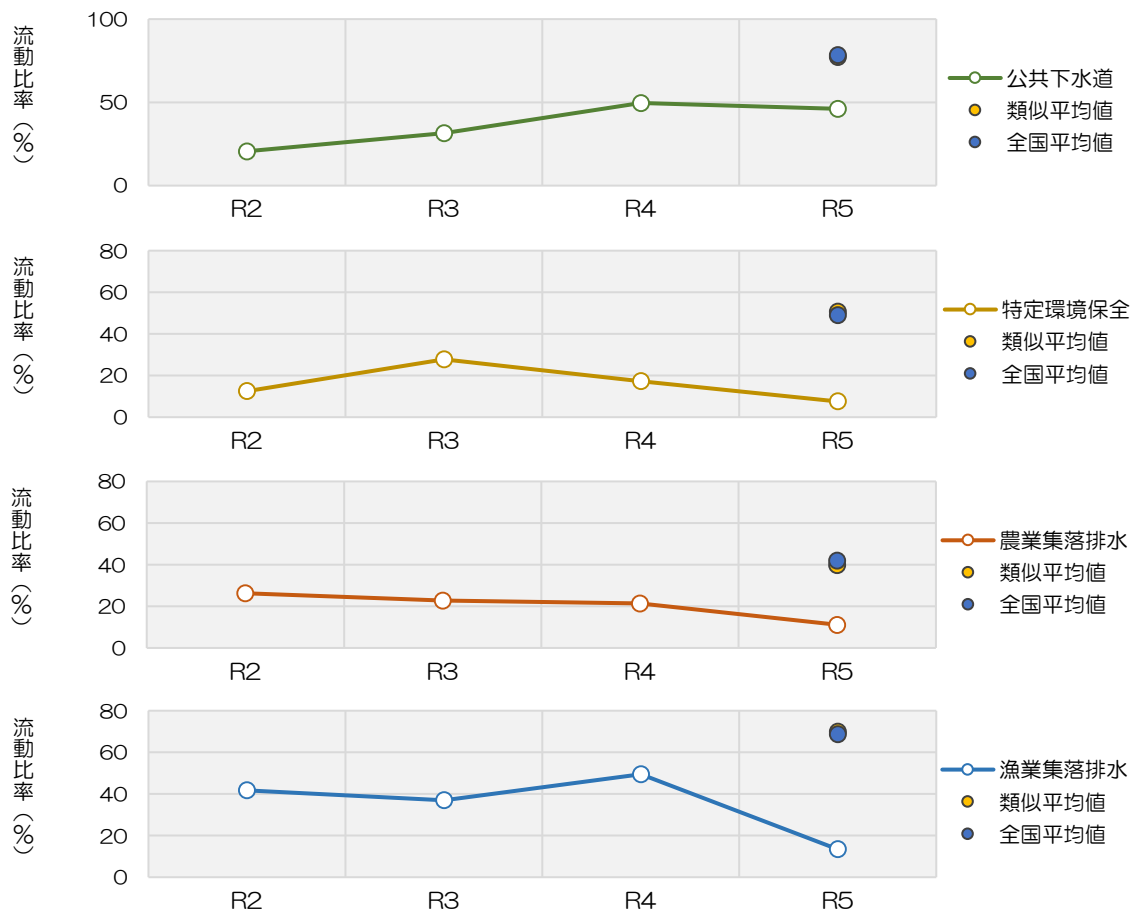 流動比率（％）
100
50
0
R2 R3 R4 R5
公共下水道
類似平均値
全国平均値
流動比率（％）
80
60
40
20
0
R2 R3 R4 R5
特定環境保全
類似平均値
全国平均値
流動比率（％）
80
60
40
20
0
R2 R3 R4 R5
農業集落排水
類似平均値
全国平均値
流動比率（％）
80
60
40
20
0
R2 R3 R4 R5
漁業集落排水
類似平均値
全国平均値